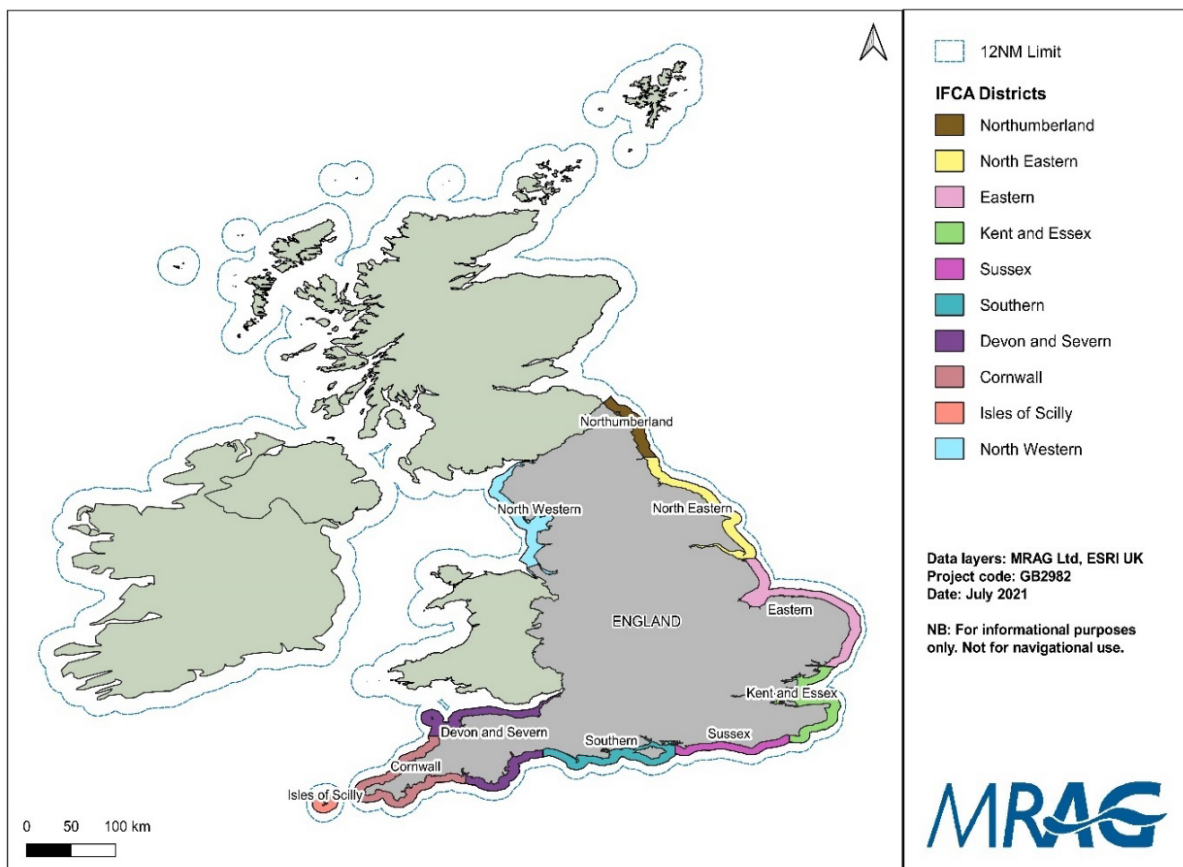 Northumberland
North Western
North Eastern
ENGLAND
Eastern
Kent and Essex
Devon and Severn
Southern
Sussex
Cornwall
Isles of Scilly
0 50 100 km
12NM Limit
IFCA Districts
Northumberland
North Eastern
Eastern
Kent and Essex
Sussex
Southern
Devon and Severn
Cornwall
Isles of Scilly
North Western
Data layers: MRAG Ltd, ESRI UK
Project code: GB2982
Date: July 2021
NB: For informational purposes
only. Not for navigational use.
MRAG